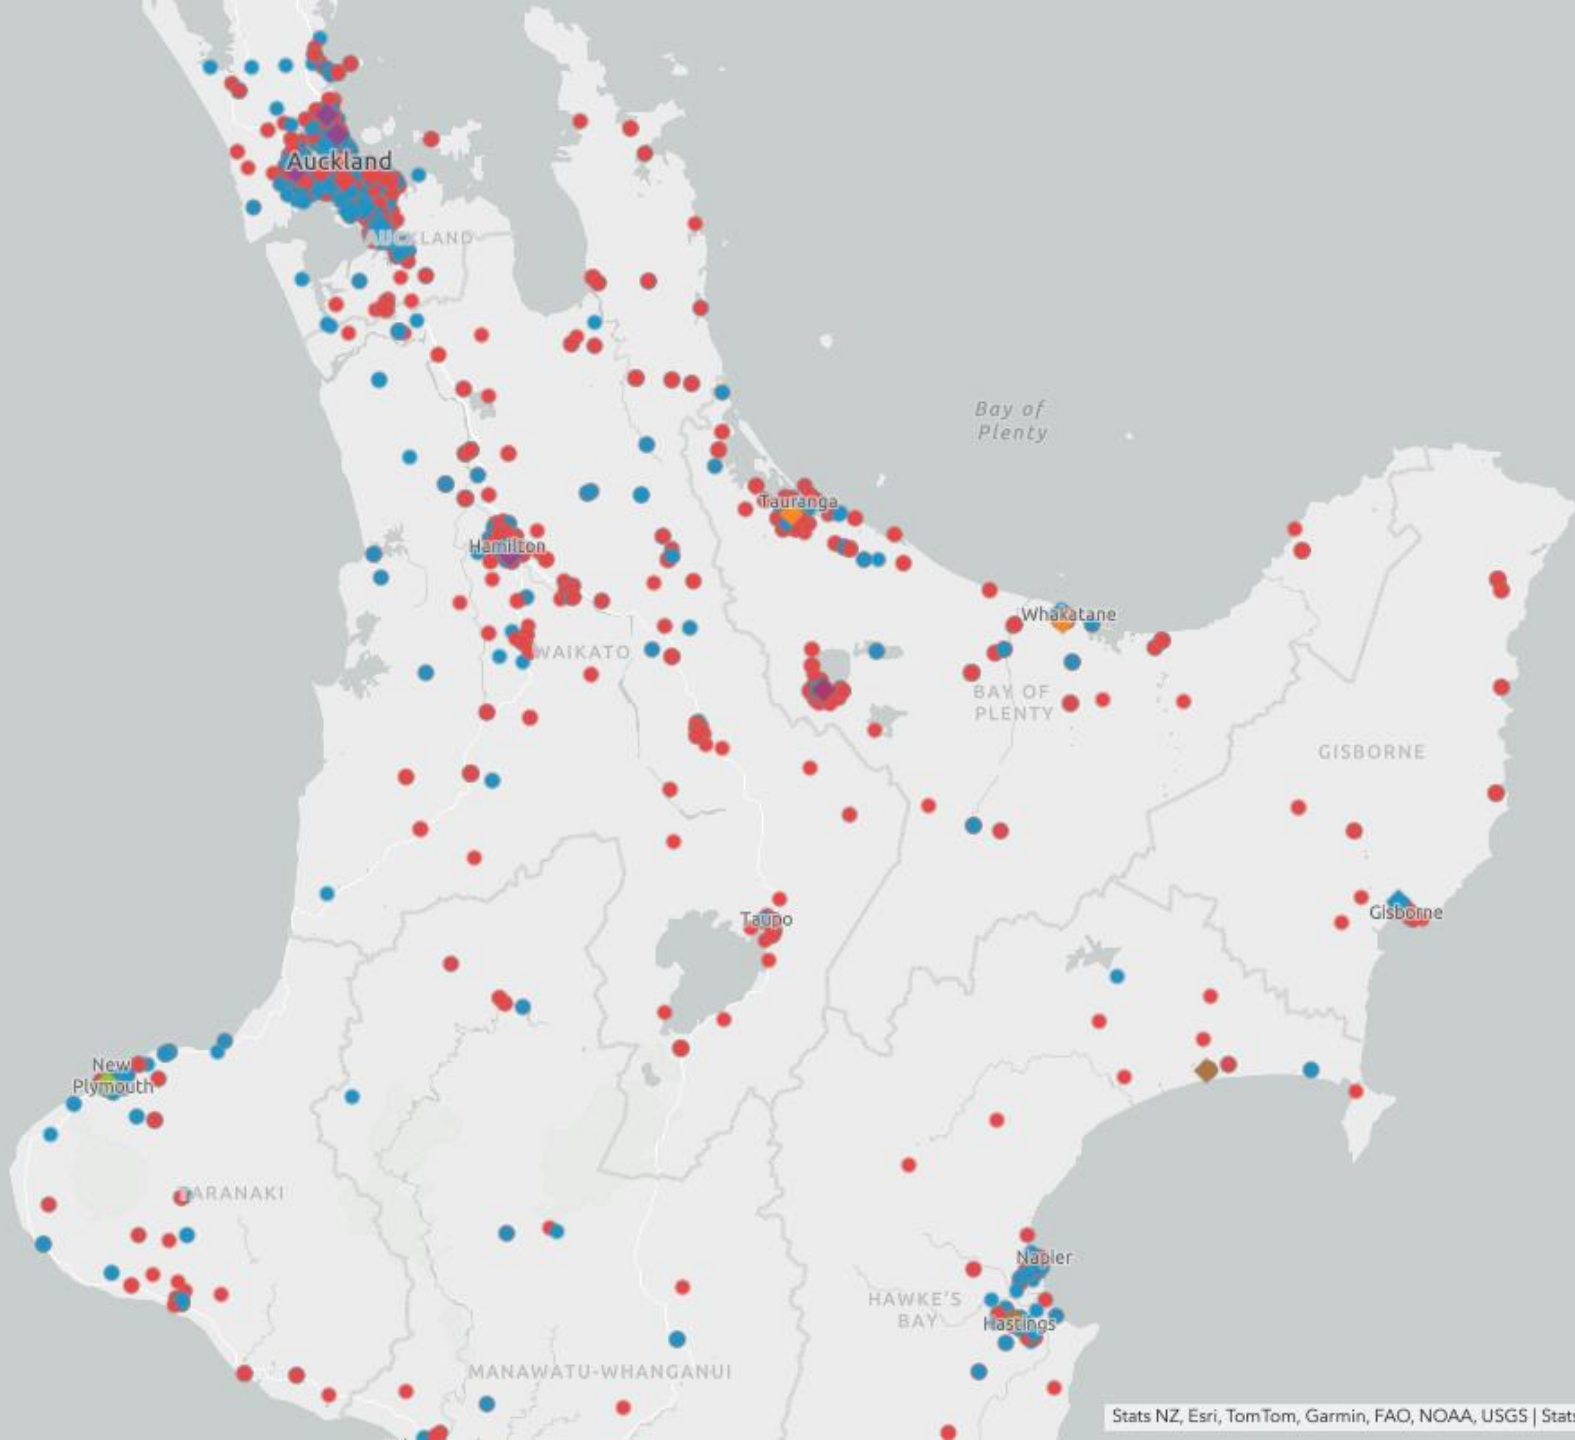 Auckland
AUCKLAND
Bay of
Plenty
Tauranga
Hamilton
Whakatane
WAIKATO
BAY OF
PLENTY
GISBORNE
Gisborne
Taupo
New
Plymouth
TARANAKI
Napier
HAWKE'S
BAY
Hastings
MANAWATU-WHANGANUI
Stats NZ, Esri, TomTom, Garmin, FAO, NOAA, USGS | Stats